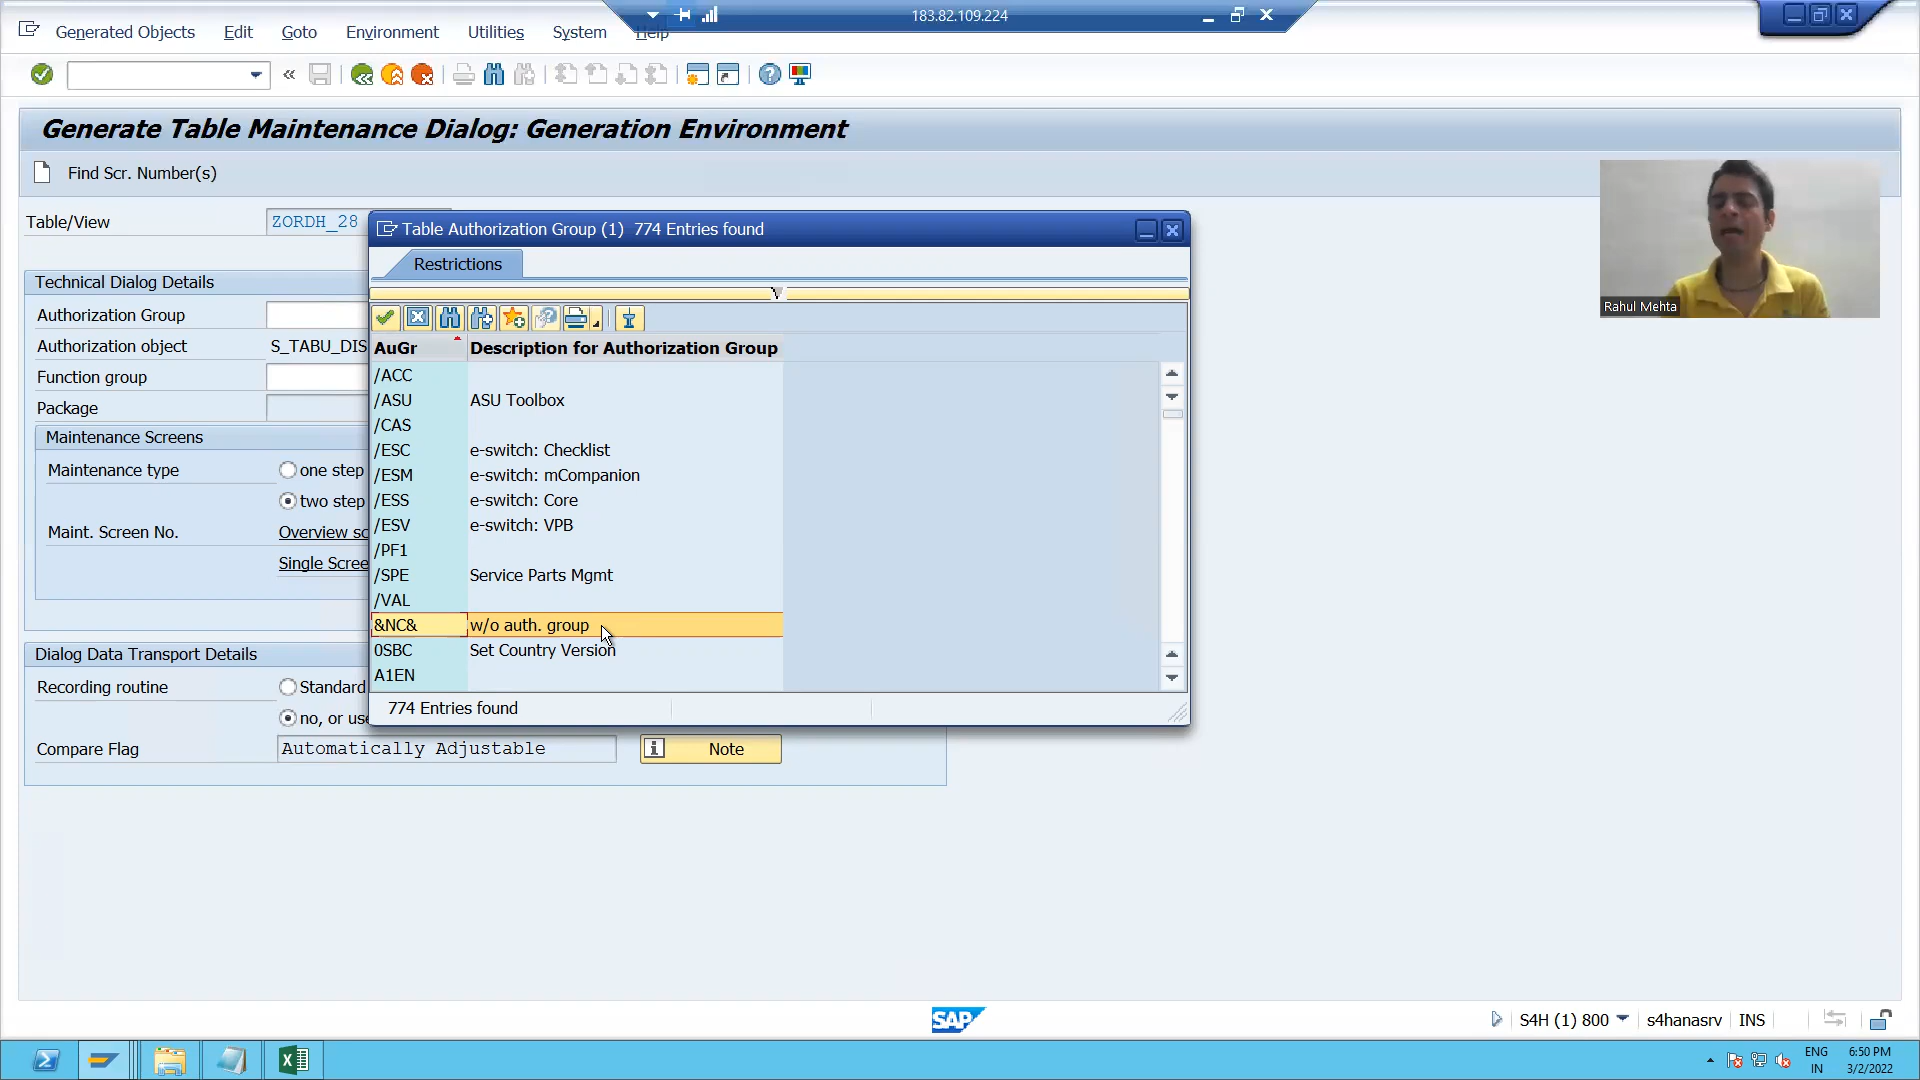 183.82.109.224
Generated Objects Edit Goto Environment Utilities System Help
Generate Table Maintenance Dialog: Generation Environment
Find Scr. Number(s)
Table/View ZORDH_28
Technical Dialog Details
Authorization Group
Authorization object S_TABU_DIS
Function group
Package
Maintenance Screens
Maintenance type one step
two step
Maint. Screen No. Overview sc
Single Scree
Dialog Data Transport Details
Recording routine Standard
no, or use
Compare Flag Automatically Adjustable Note
Table Authorization Group (1) 774 Entries found
Restrictions
AuGr Description for Authorization Group
/ACC
/ASU ASU Toolbox
/CAS
/ESC e-switch: Checklist
/ESM e-switch: mCompanion
/ESS e-switch: Core
/ESV e-switch: VPB
/PF1
/SPE Service Parts Mgmt
/VAL
&NC& w/o auth. group
0SBC Set Country Version
A1EN
774 Entries found
Rahul Mehta
SAP
S4H (1) 800 s4hanasrv INS
ENG 6:50 PM
IN 3/2/2022